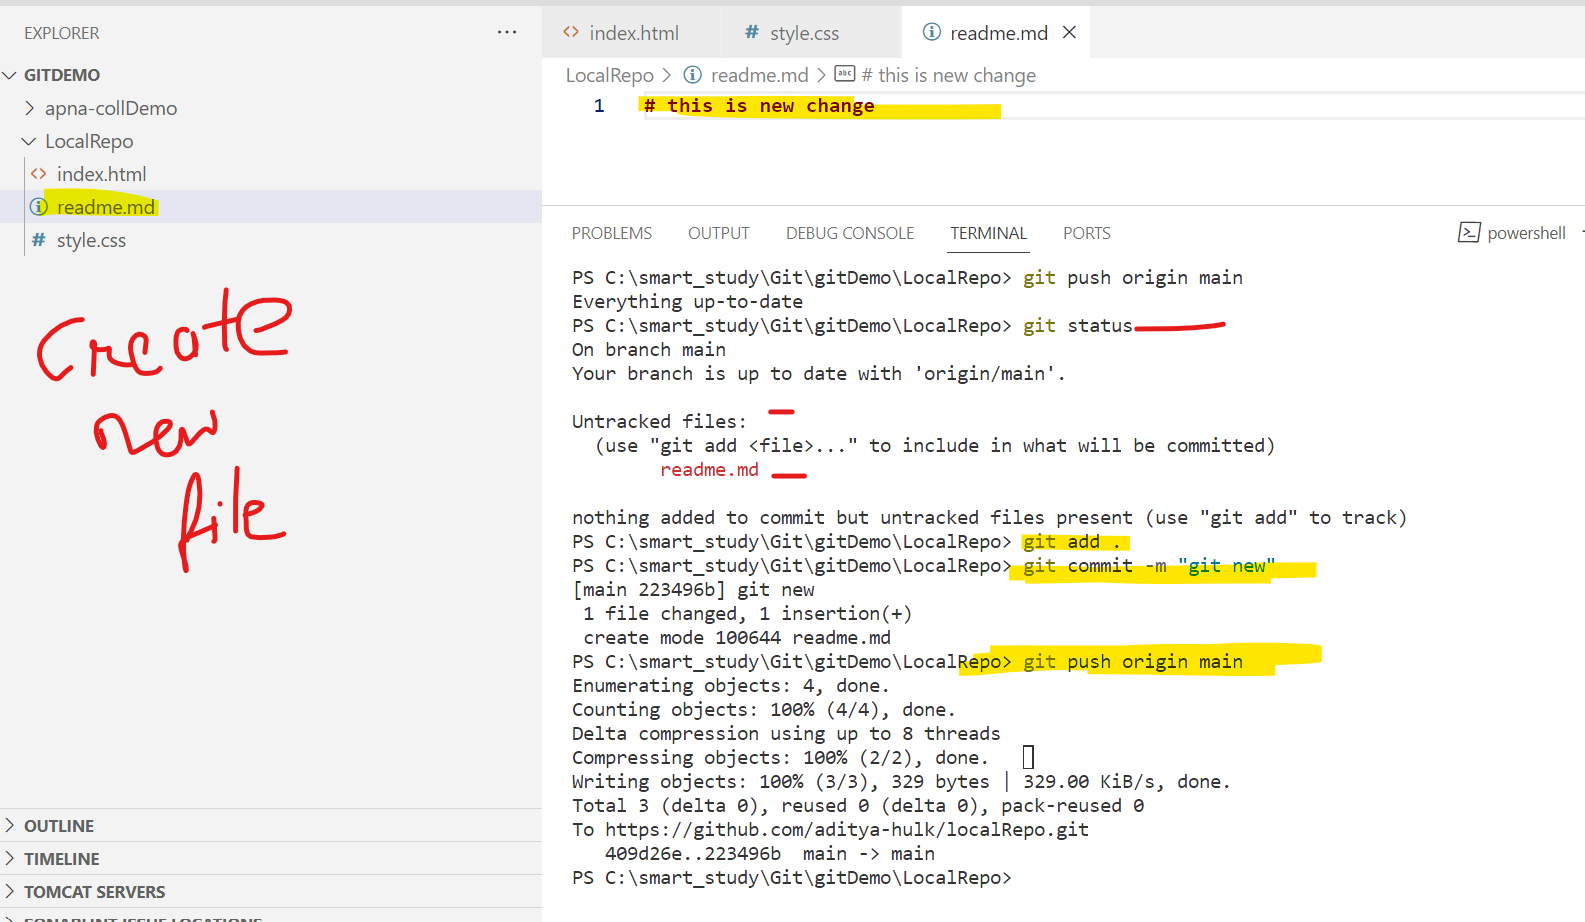 EXPLORER
···
GITDEMO
apna-collDemo
LocalRepo
<> index.html
readme.md
# style.css
Create
new
file
OUTLINE
TIMELINE
TOMCAT SERVERS
SONARLINT ISSUE LOCATIONS
<> index.html # style.css readme.md
LocalRepo > readme.md > abc # this is new change
1 # this is new change
PROBLEMS OUTPUT DEBUG CONSOLE TERMINAL PORTS powershell
PS C:\smart_study\Git\gitDemo\LocalRepo> git push origin main
Everything up-to-date
PS C:\smart_study\Git\gitDemo\LocalRepo> git status
On branch main
Your branch is up to date with 'origin/main'.
Untracked files:
(use "git add <file>..." to include in what will be committed)
readme.md
nothing added to commit but untracked files present (use "git add" to track)
PS C:\smart_study\Git\gitDemo\LocalRepo> git add .
PS C:\smart_study\Git\gitDemo\LocalRepo> git commit -m "git new"
[main 223496b] git new
1 file changed, 1 insertion(+)
create mode 100644 readme.md
PS C:\smart_study\Git\gitDemo\LocalRepo> git push origin main
Enumerating objects: 4, done.
Counting objects: 100% (4/4), done.
Delta compression using up to 8 threads
Compressing objects: 100% (2/2), done.
Writing objects: 100% (3/3), 329 bytes | 329.00 KiB/s, done.
Total 3 (delta 0), reused 0 (delta 0), pack-reused 0
To https://github.com/aditya-hulk/localRepo.git
409d26e..223496b main -> main
PS C:\smart_study\Git\gitDemo\LocalRepo>